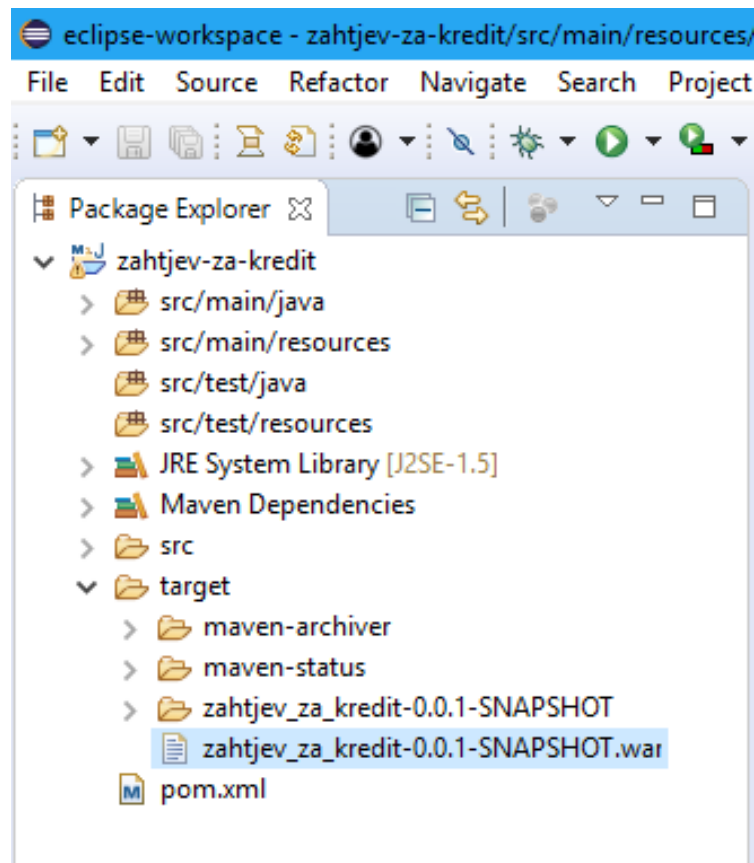 eclipse-workspace - zahtjev-za-kredit/src/main/resources/
File Edit Source Refactor Navigate Search Project
Package Explorer
zahtjev-za-kredit
src/main/java
src/main/resources
src/test/java
src/test/resources
JRE System Library [J2SE-1.5]
Maven Dependencies
src
target
maven-archiver
maven-status
zahtjev_za_kredit-0.0.1-SNAPSHOT
zahtjev_za_kredit-0.0.1-SNAPSHOT.war
pom.xml